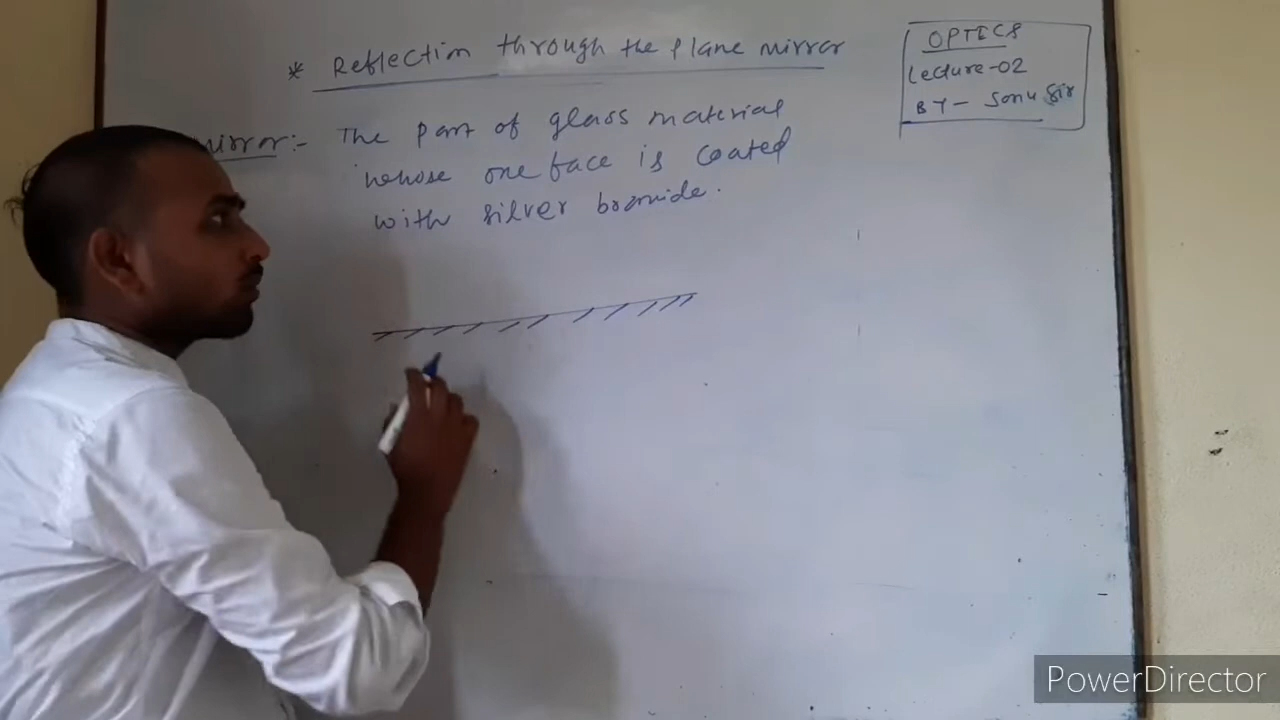 * Reflection through the plane mirror
OPTICS
Lecture-02
BY - Sonu Sir
mirror:- The part of glass material
whose one face is coated
with silver bromide.
PowerDirector